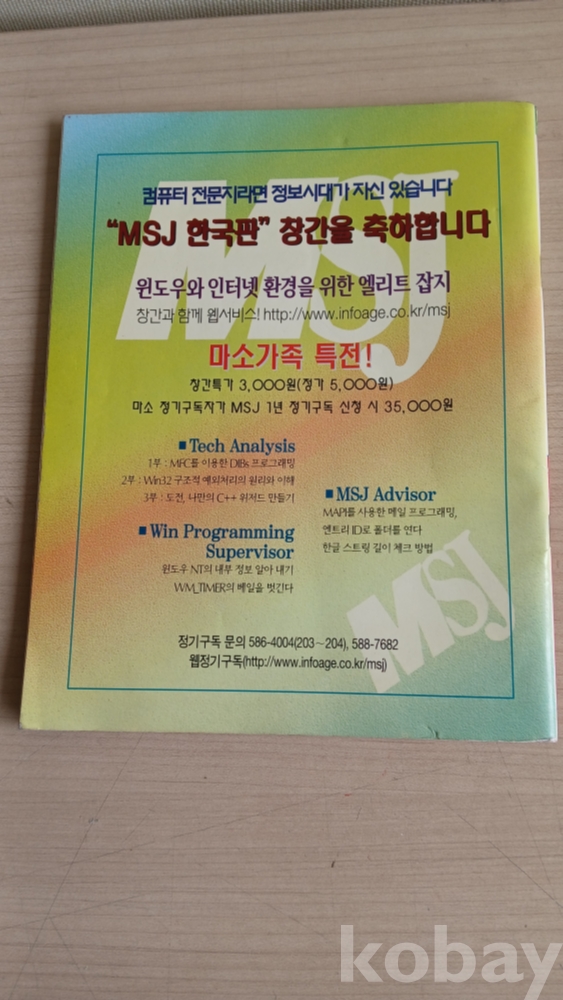 MSJ
컴퓨터 전문지라면 정보시대가 자신 있습니다
"MSJ 한국판" 창간을 축하합니다
윈도우와 인터넷 환경을 위한 엘리트 잡지
창간과 함께 웹서비스! http://www.infoage.co.kr/msj
마소가족 특전!
창간특가 3,000원(정가 5,000원)
마소 정기구독자가 MSJ 1년 정기구독 신청 시 35,000원
■ Tech Analysis
1부 : MFC를 이용한 DIBs 프로그래밍
2부 : Win32 구조적 예외처리의 원리와 이해
3부 : 도전, 나만의 C++ 위저드 만들기
■ Win Programming
Supervisor
윈도우 NT의 내부 정보 알아 내기
WM_TIMER의 베일을 벗긴다
■ MSJ Advisor
MAPI를 사용한 메일 프로그래밍,
엔트리 ID로 폴더를 연다
한글 스트링 길이 체크 방법
MSJ
정기구독 문의 586-4004(203~204), 588-7682
웹정기구독(http://www.infoage.co.kr/msj)
kobay